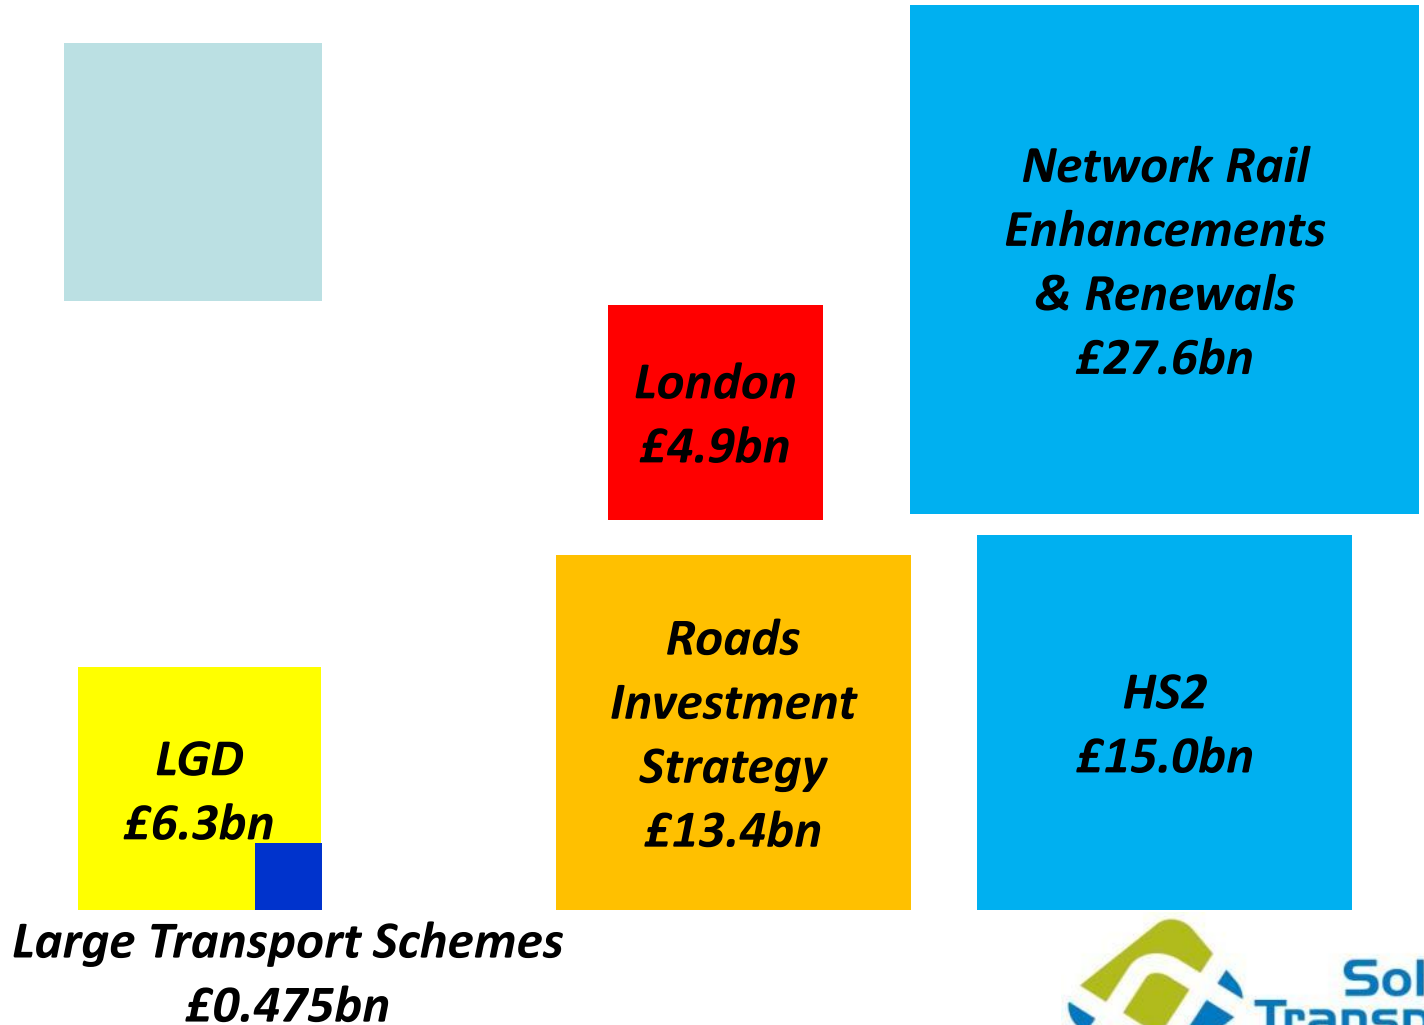 Network Rail
Enhancements
& Renewals
£27.6bn
London
£4.9bn
Roads
Investment
Strategy
£13.4bn
HS2
£15.0bn
LGD
£6.3bn
Large Transport Schemes
£0.475bn